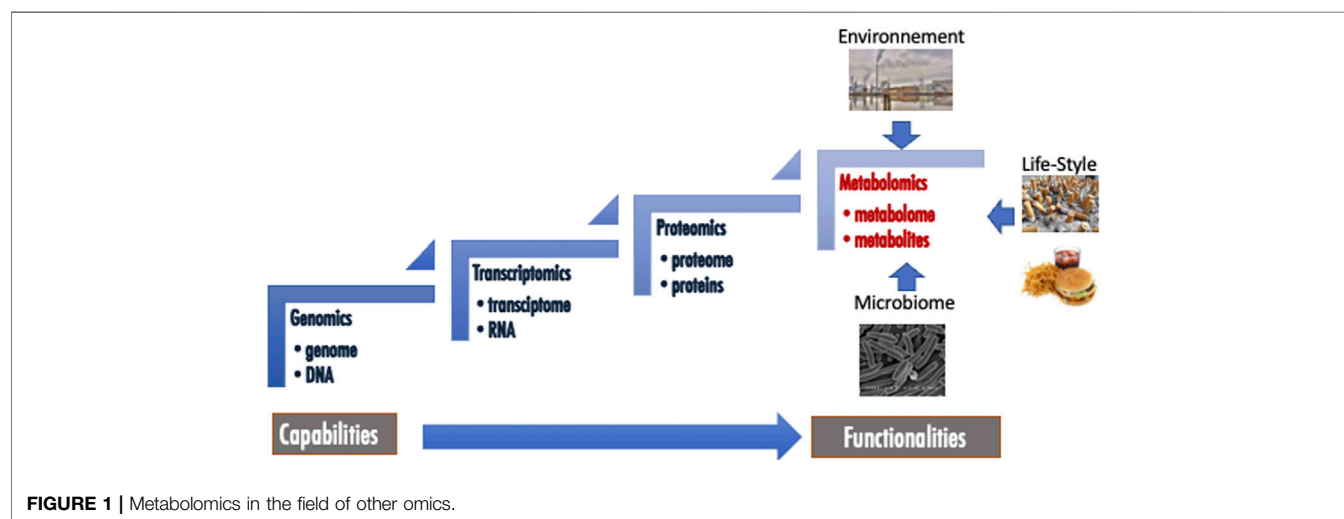 Environnement
Life-Style
Metabolomics
• metabolome
• metabolites
Proteomics
• proteome
• proteins
Transcriptomics
• transciptome
• RNA
Genomics
• genome
• DNA
Microbiome
Capabilities
Functionalities
FIGURE 1 | Metabolomics in the field of other omics.